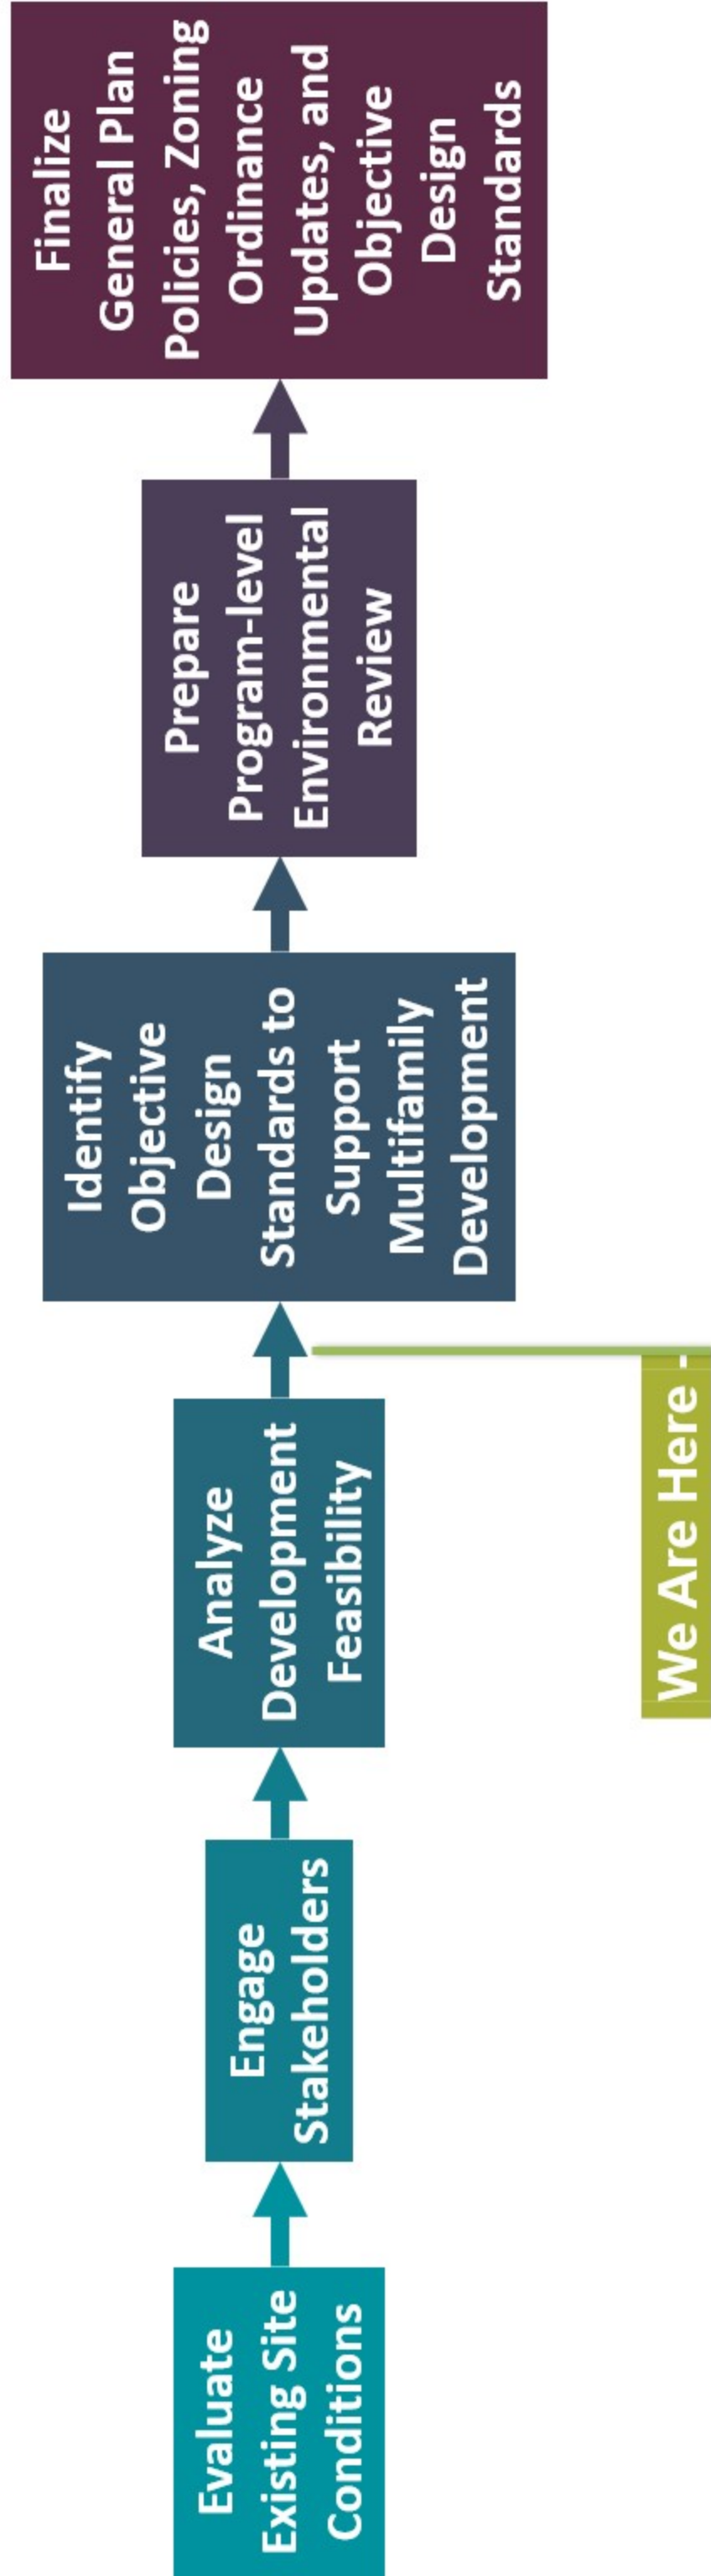 Evaluate
Existing Site
Conditions
Engage
Stakeholders
Analyze
Development
Feasibility
Identify
Objective
Design
Standards to
Support
Multifamily
Development
Prepare
Program-level
Environmental
Review
Finalize
General Plan
Policies, Zoning
Ordinance
Updates, and
Objective
Design
Standards
We Are Here -